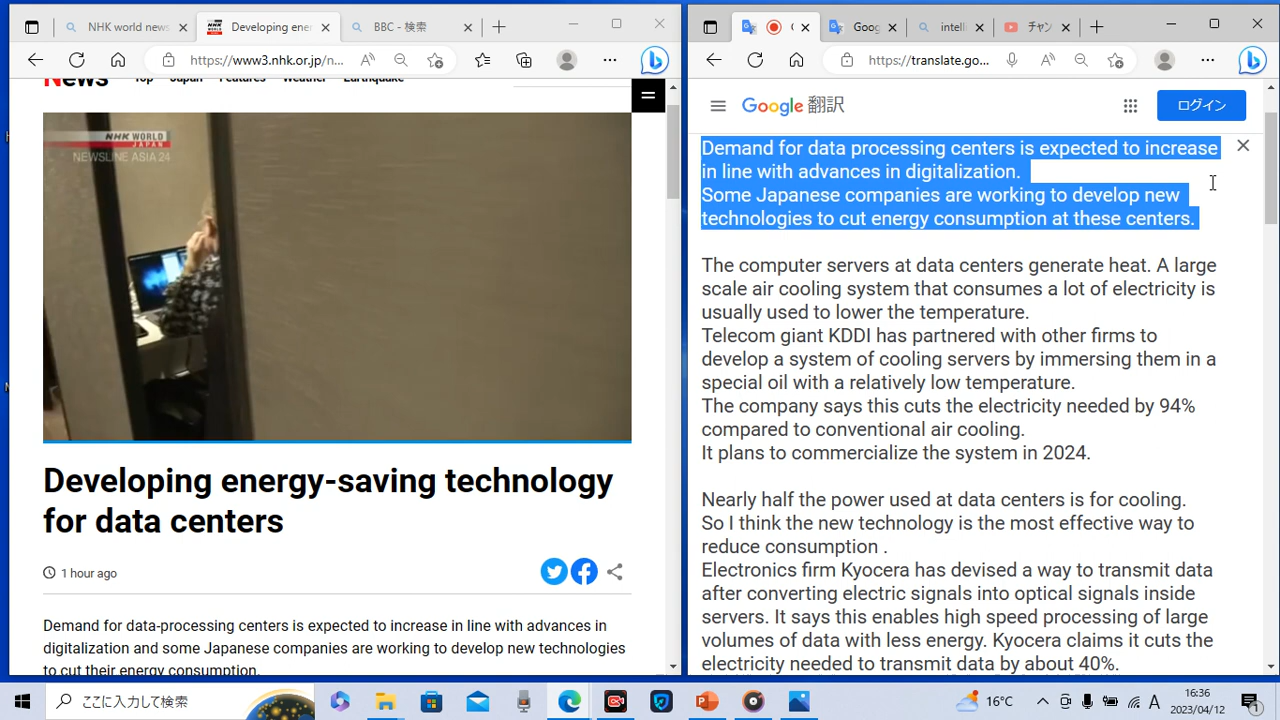 NHK world news
Developing ene
BBC - 検索
https://www3.nhk.or.jp/n...
News
Top
Japan
Features
Weather
Earthquake
NHK WORLD
JAPAN
NEWSLINE ASIA 24
Developing energy-saving technology
for data centers
1 hour ago
Demand for data-processing centers is expected to increase in line with advances in
digitalization and some Japanese companies are working to develop new technologies
to cut their energy consumption.
Goog
intelli
チャン
https://translate.go...
Google 翻訳
ログイン
Demand for data processing centers is expected to increase
in line with advances in digitalization.
Some Japanese companies are working to develop new
technologies to cut energy consumption at these centers.
The computer servers at data centers generate heat. A large
scale air cooling system that consumes a lot of electricity is
usually used to lower the temperature.
Telecom giant KDDI has partnered with other firms to
develop a system of cooling servers by immersing them in a
special oil with a relatively low temperature.
The company says this cuts the electricity needed by 94%
compared to conventional air cooling.
It plans to commercialize the system in 2024.
Nearly half the power used at data centers is for cooling.
So I think the new technology is the most effective way to
reduce consumption .
Electronics firm Kyocera has devised a way to transmit data
after converting electric signals into optical signals inside
servers. It says this enables high speed processing of large
volumes of data with less energy. Kyocera claims it cuts the
electricity needed to transmit data by about 40%.
ここに入力して検索
16°C
A
16:36
2023/04/12
1